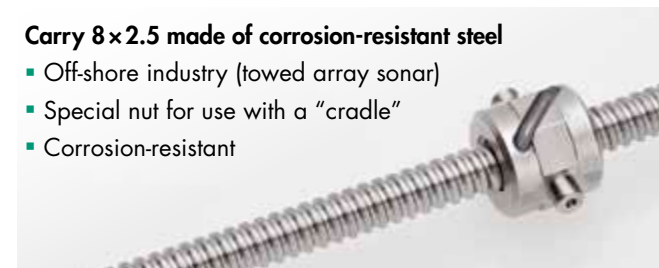 Carry 8×2.5 made of corrosion-resistant steel
▪ Off-shore industry (towed array sonar)
▪ Special nut for use with a “cradle”
▪ Corrosion-resistant